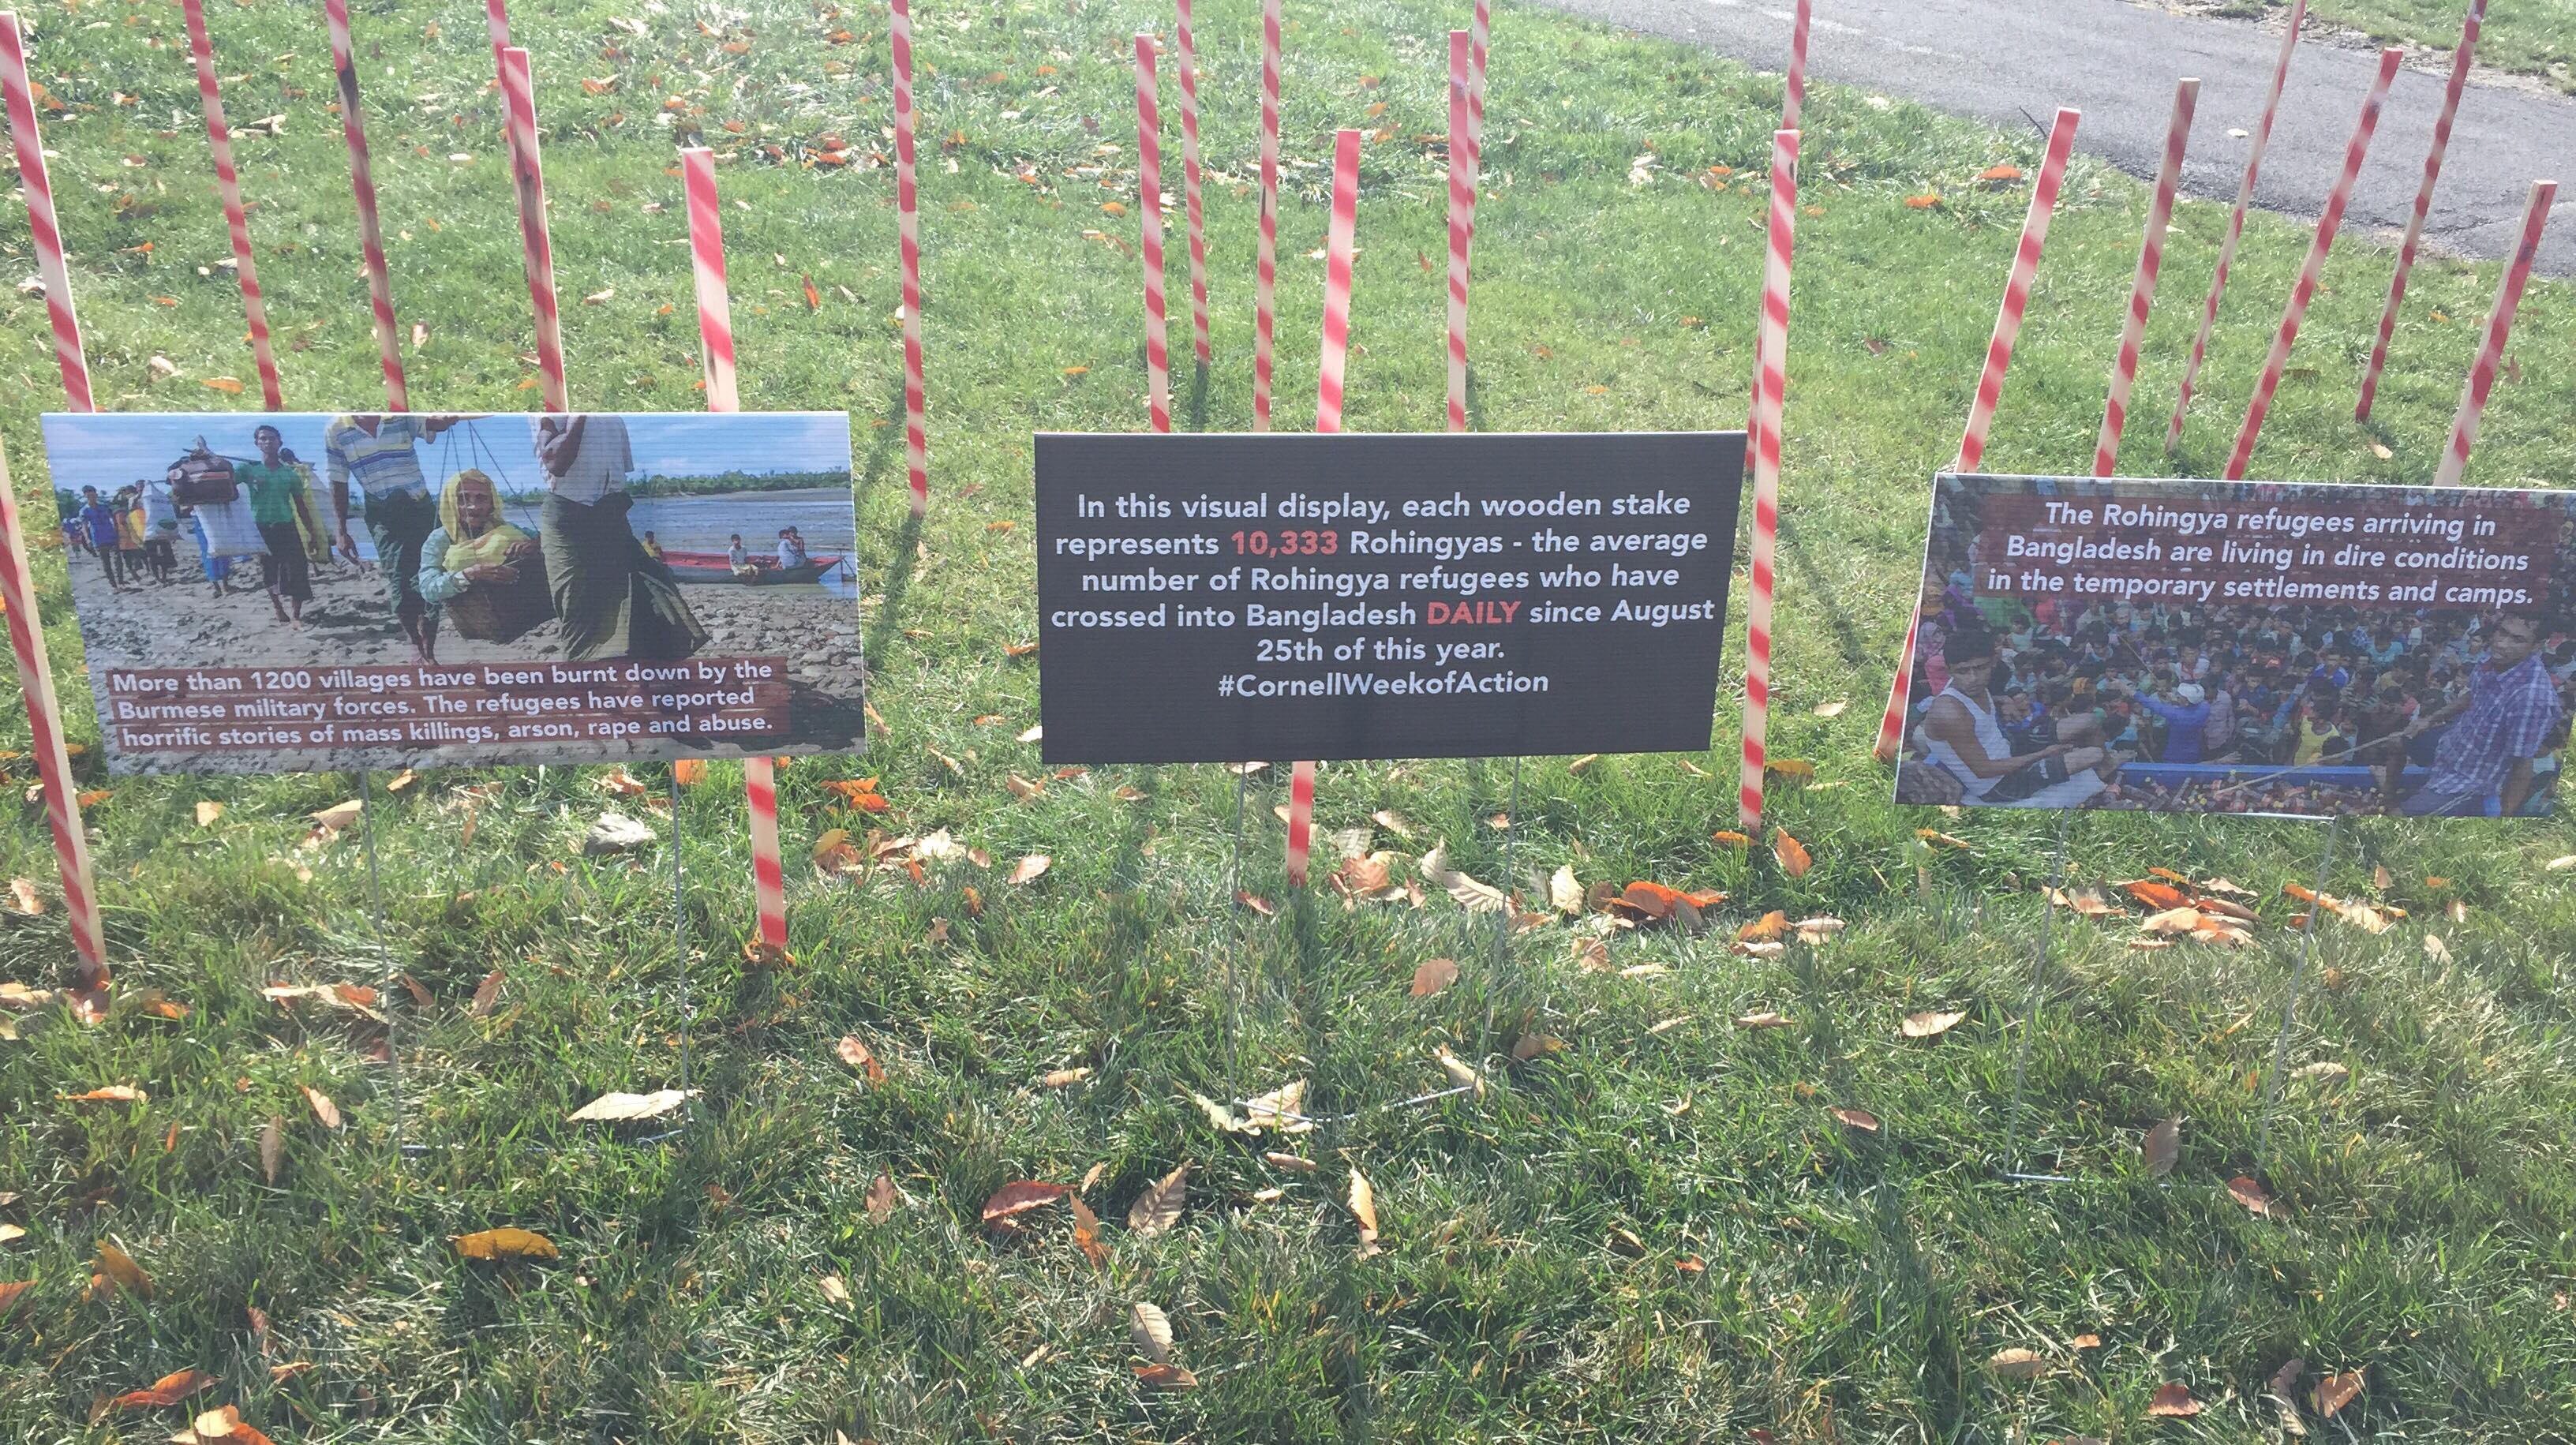 More than 1200 villages have been burnt down by the
Burmese military forces. The refugees have reported
horrific stories of mass killings, arson, rape and abuse.
In this visual display, each wooden stake
represents 10,333 Rohingyas - the average
number of Rohingya refugees who have
crossed into Bangladesh DAILY since August
25th of this year.
#CornellWeekofAction
The Rohingya refugees arriving in
Bangladesh are living in dire conditions
in the temporary settlements and camps.